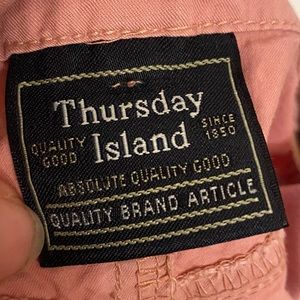 Thursday
Island
QUALITY
GOOD
SINCE
1850
ABSOLUTE QUALITY GOOD
QUALITY BRAND ARTICLE